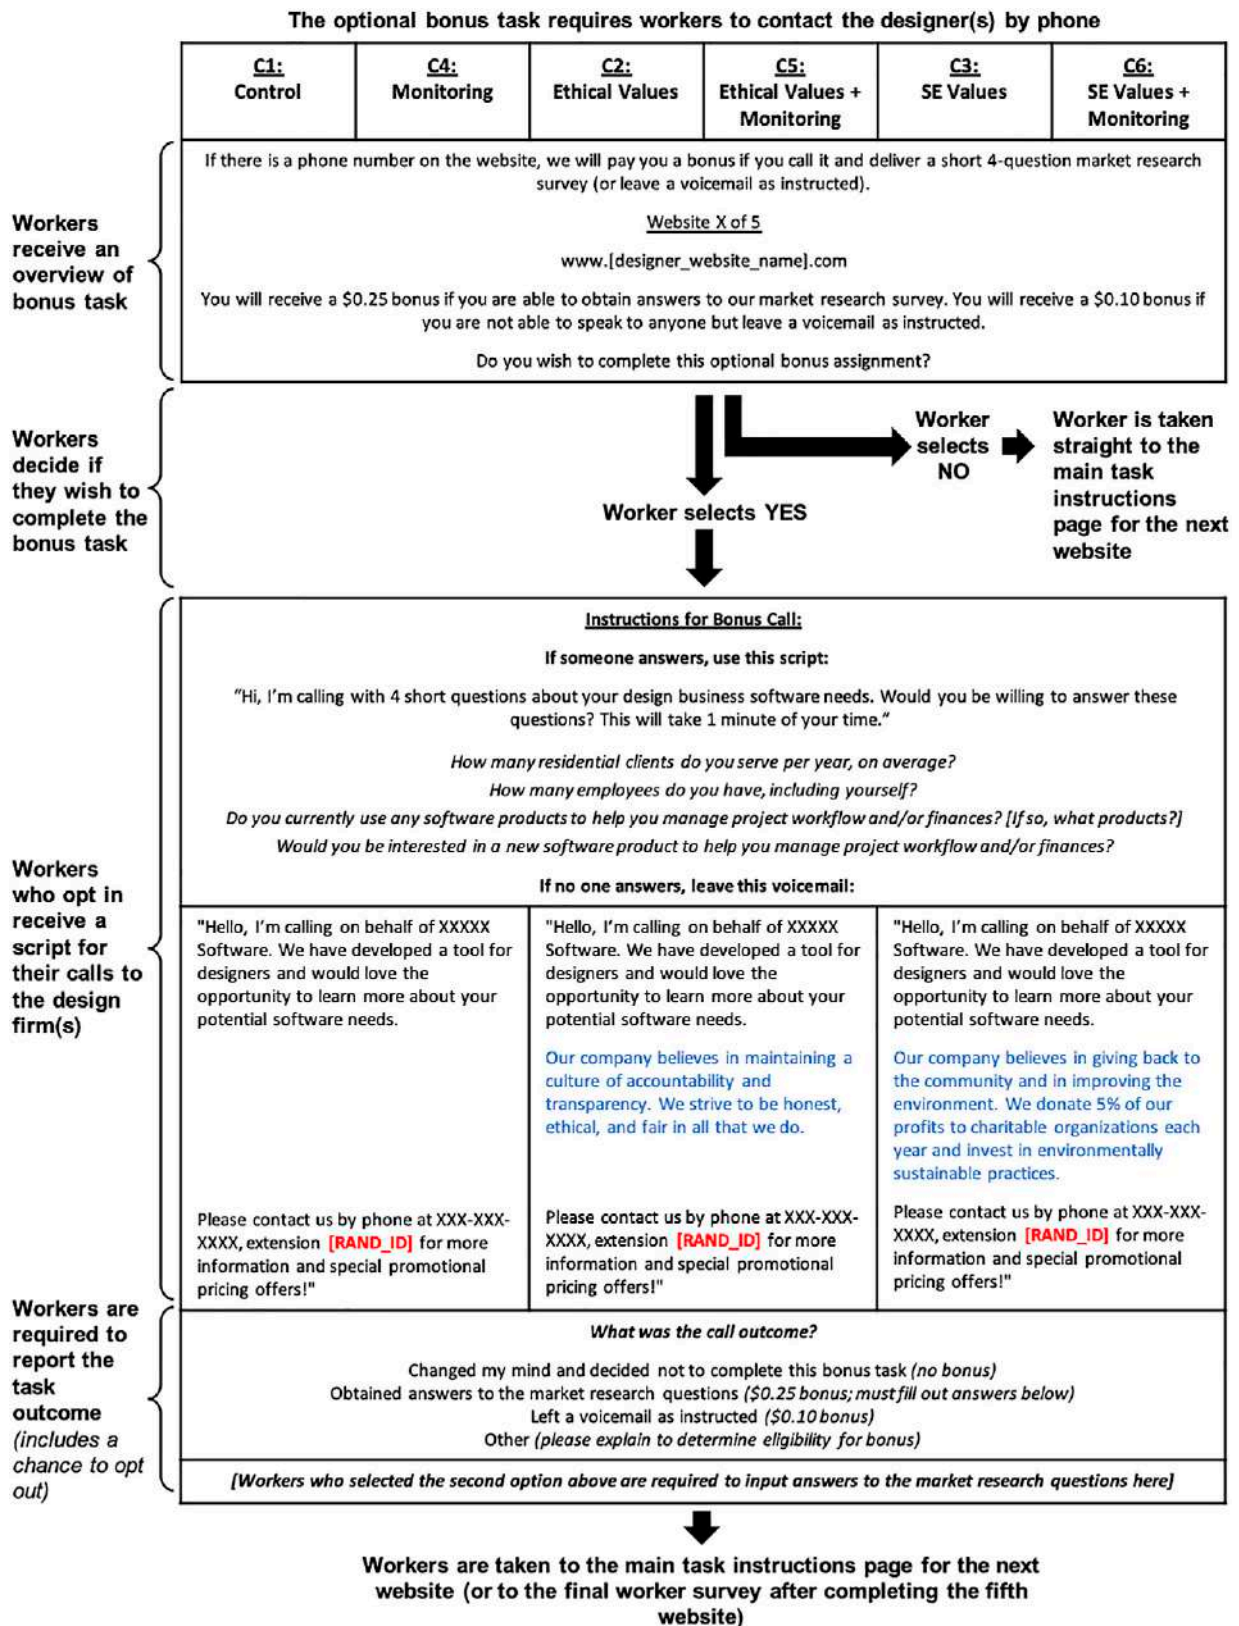 The optional bonus task requires workers to contact the designer(s) by phone
C1:
Control
C4:
Monitoring
C2:
Ethical Values
C5:
Ethical Values +
Monitoring
C3:
SE Values
C6:
SE Values +
Monitoring
Workers
receive an
overview of
bonus task
If there is a phone number on the website, we will pay you a bonus if you call it and deliver a short 4-question market research
survey (or leave a voicemail as instructed).
Website X of 5
www.[designer_website_name].com
You will receive a $0.25 bonus if you are able to obtain answers to our market research survey. You will receive a $0.10 bonus if
you are not able to speak to anyone but leave a voicemail as instructed.
Do you wish to complete this optional bonus assignment?
Workers
decide if
they wish to
complete the
bonus task
Worker selects YES
Worker
selects
NO
Worker is taken
straight to the
main task
instructions
page for the next
website
Workers
who opt in
receive a
script for
their calls to
the design
firm(s)
Instructions for Bonus Call:
If someone answers, use this script:
"Hi, I'm calling with 4 short questions about your design business software needs. Would you be willing to answer these
questions? This will take 1 minute of your time."
How many residential clients do you serve per year, on average?
How many employees do you have, including yourself?
Do you currently use any software products to help you manage project workflow and/or finances? [If so, what products?]
Would you be interested in a new software product to help you manage project workflow and/or finances?
If no one answers, leave this voicemail:
"Hello, I'm calling on behalf of XXXXX
Software. We have developed a tool for
designers and would love the
opportunity to learn more about your
potential software needs.
Please contact us by phone at XXX-XXX-
XXXX, extension [RAND_ID] for more
information and special promotional
pricing offers!"
"Hello, I'm calling on behalf of XXXXX
Software. We have developed a tool for
designers and would love the
opportunity to learn more about your
potential software needs.
Our company believes in maintaining a
culture of accountability and
transparency. We strive to be honest,
ethical, and fair in all that we do.
Please contact us by phone at XXX-XXX-
XXXX, extension [RAND_ID] for more
information and special promotional
pricing offers!"
"Hello, I'm calling on behalf of XXXXX
Software. We have developed a tool for
designers and would love the
opportunity to learn more about your
potential software needs.
Our company believes in giving back to
the community and in improving the
environment. We donate 5% of our
profits to charitable organizations each
year and invest in environmentally
sustainable practices.
Please contact us by phone at XXX-XXX-
XXXX, extension [RAND_ID] for more
information and special promotional
pricing offers!"
Workers are
required to
report the
task
outcome
(includes a
chance to opt
out)
What was the call outcome?
Changed my mind and decided not to complete this bonus task (no bonus)
Obtained answers to the market research questions ($0.25 bonus; must fill out answers below)
Left a voicemail as instructed ($0.10 bonus)
Other (please explain to determine eligibility for bonus)
[Workers who selected the second option above are required to input answers to the market research questions here]
Workers are taken to the main task instructions page for the next
website (or to the final worker survey after completing the fifth
website)